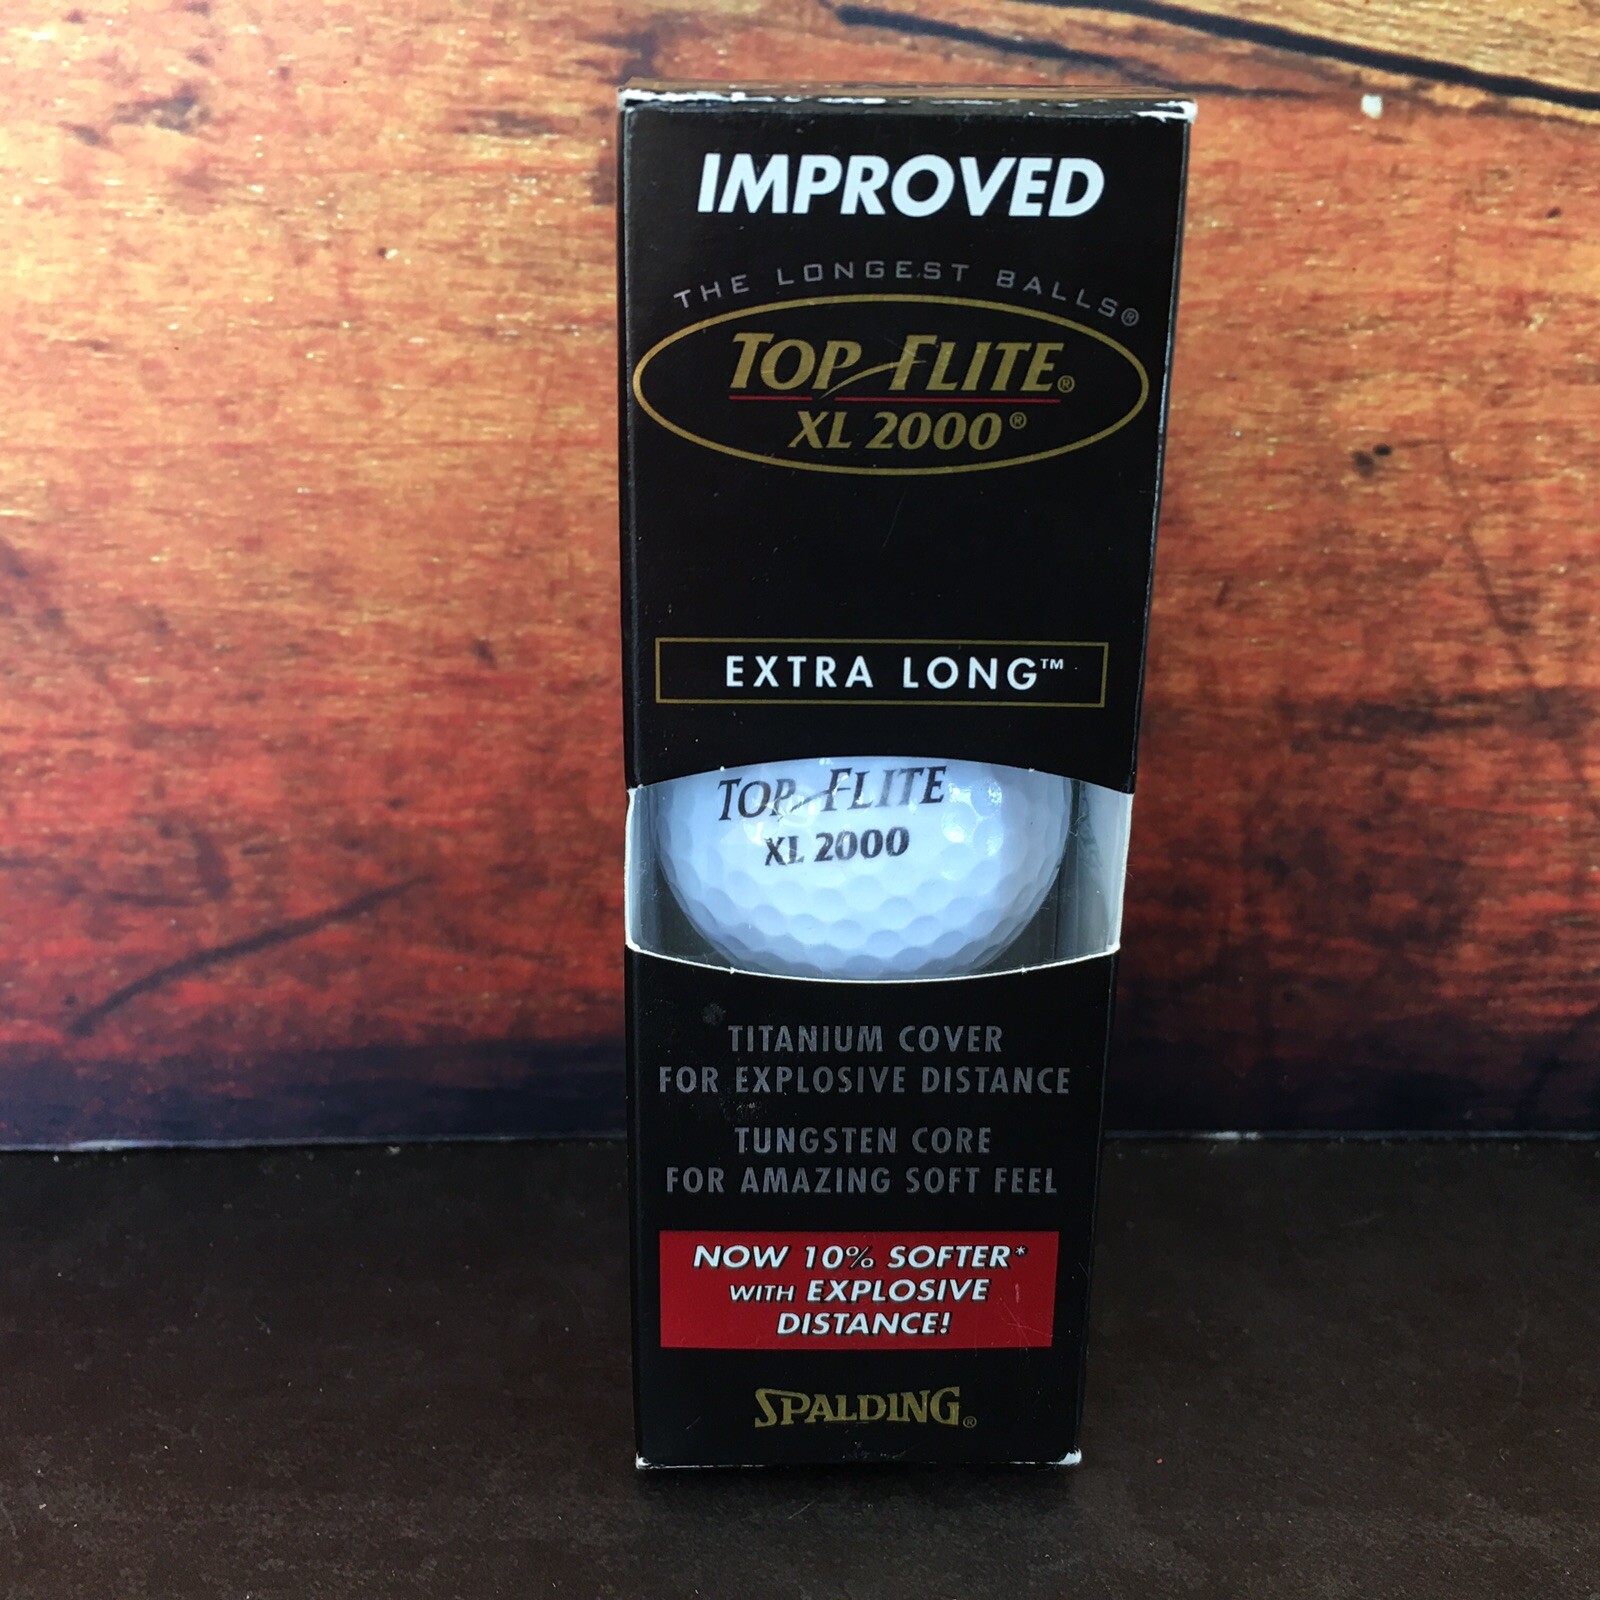 IMPROVED
THE LONGEST BALLS®
TOP FLITE®
XL 2000®
EXTRA LONG™
TOP FLITE
XL 2000
TITANIUM COVER
FOR EXPLOSIVE DISTANCE
TUNGSTEN CORE
FOR AMAZING SOFT FEEL
NOW 10% SOFTER*
WITH EXPLOSIVE
DISTANCE!
SPALDING®